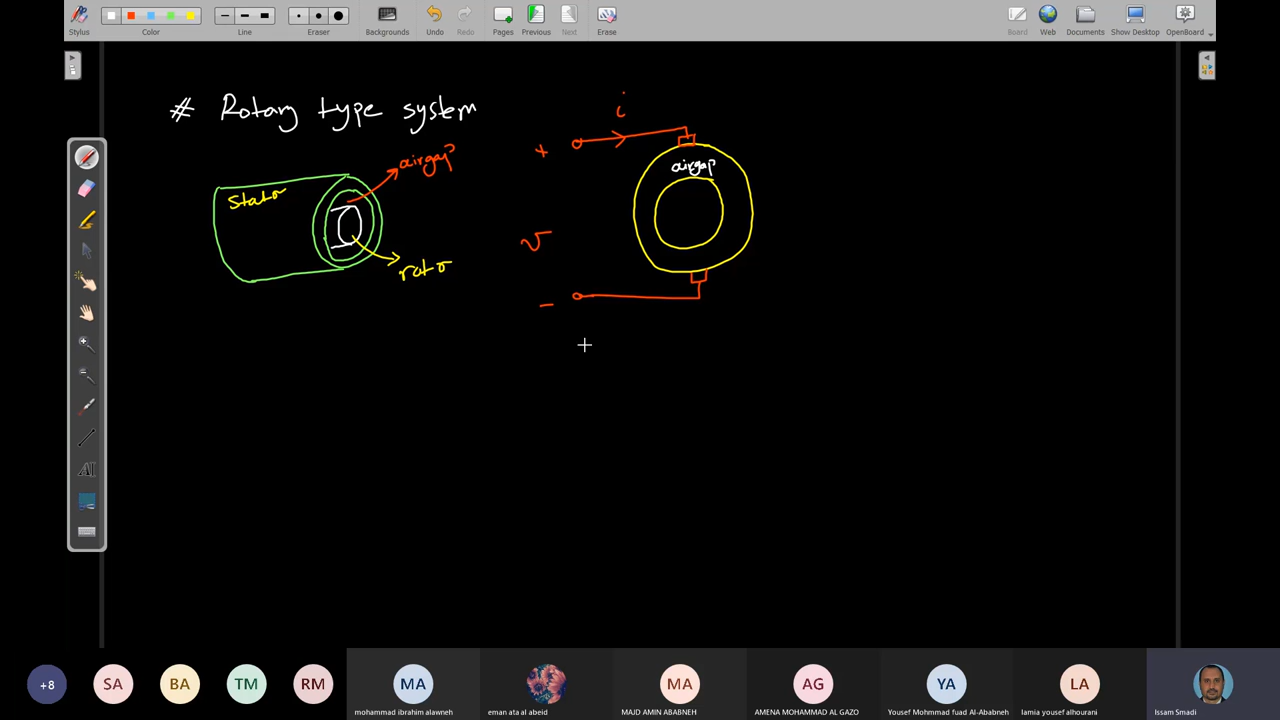 Stylus
Color
Line
Eraser
Backgrounds
Undo
Redo
Pages
Previous
Next
Erase
Board
Web
Documents
Show Desktop
OpenBoard
# Rotary type system
i
airgap
+
airgap
Stator
v
rotor
-
+8
SA
BA
TM
RM
MA
mohammad ibrahim alawneh
eman ata al abeid
MA
MAJD AMIN ABABNEH
AG
AMENA MOHAMMAD AL GAZO
YA
Yousef Mohmmad fuad Al-Ababneh
LA
lamia yousef alhourani
Issam Smadi